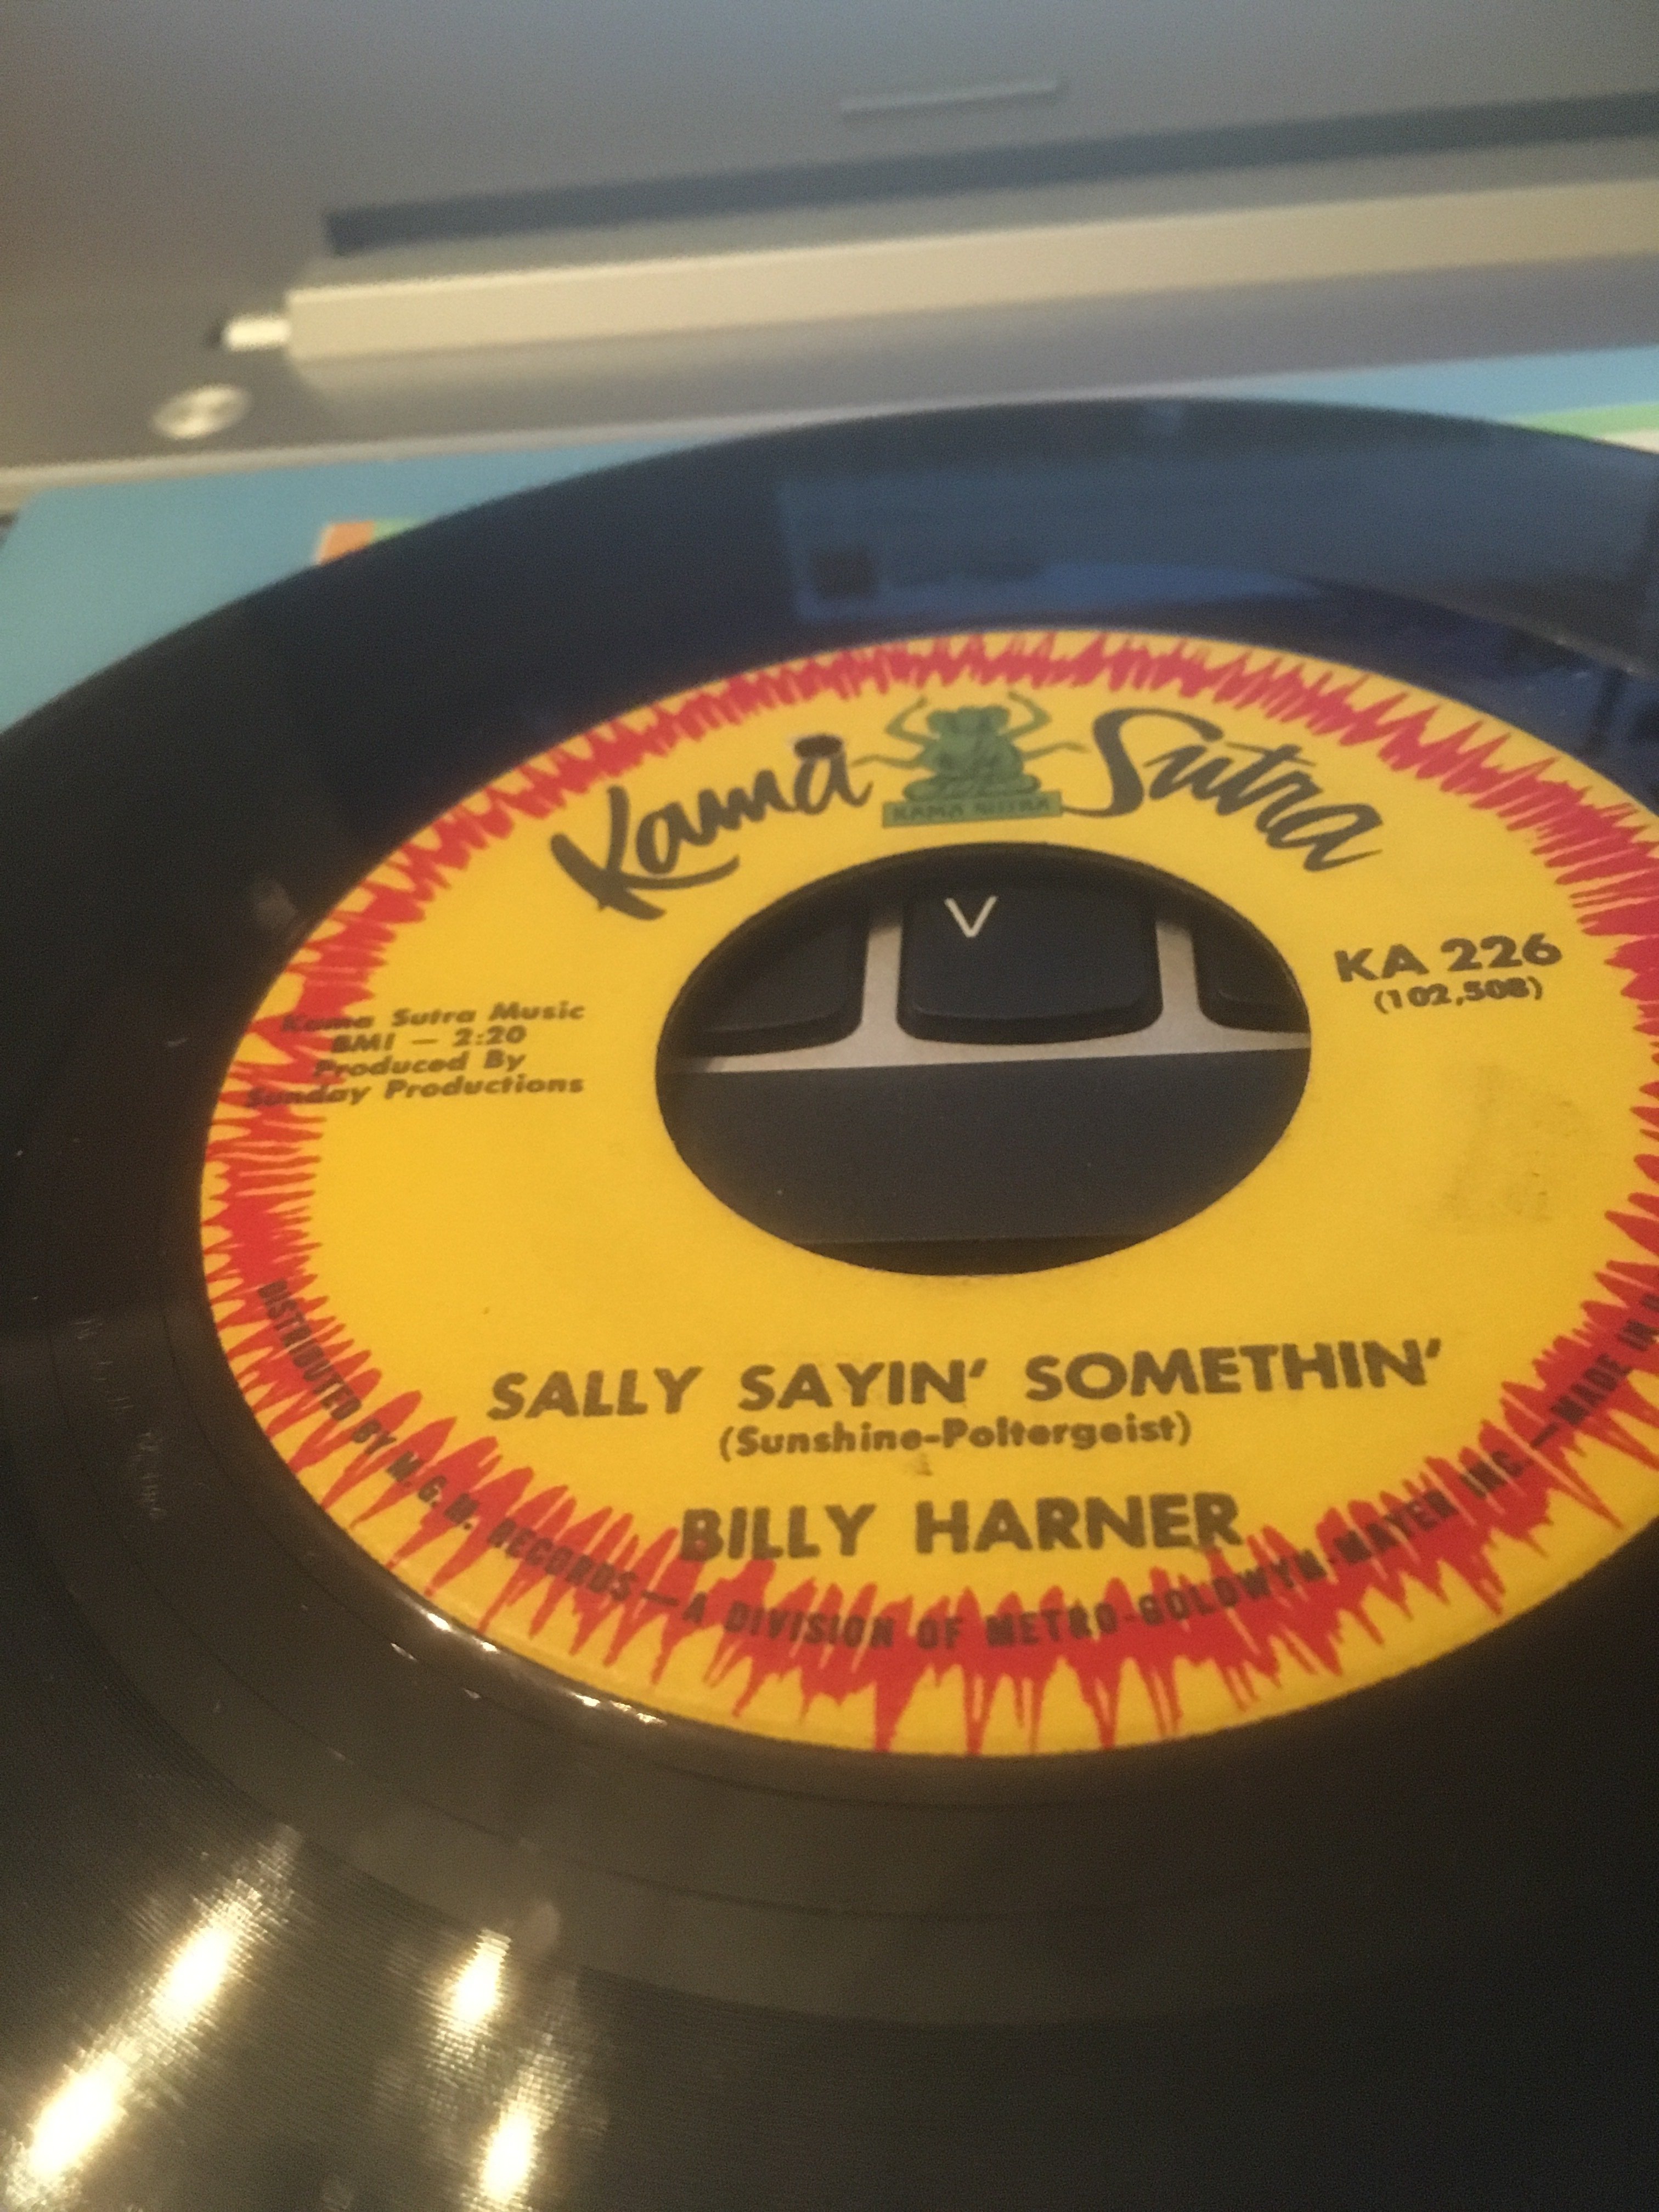 Kama Sutra
KAMA SUTRA
V
KA 226
(102,508)
Kama Sutra Music
BMI — 2:20
Produced By
Sunday Productions
SALLY SAYIN' SOMETHIN'
(Sunshine-Poltergeist)
BILLY HARNER
DISTRIBUTED BY M. G. M. RECORDS — A DIVISION OF METRO-GOLDWYN-MAYER INC. — MADE IN